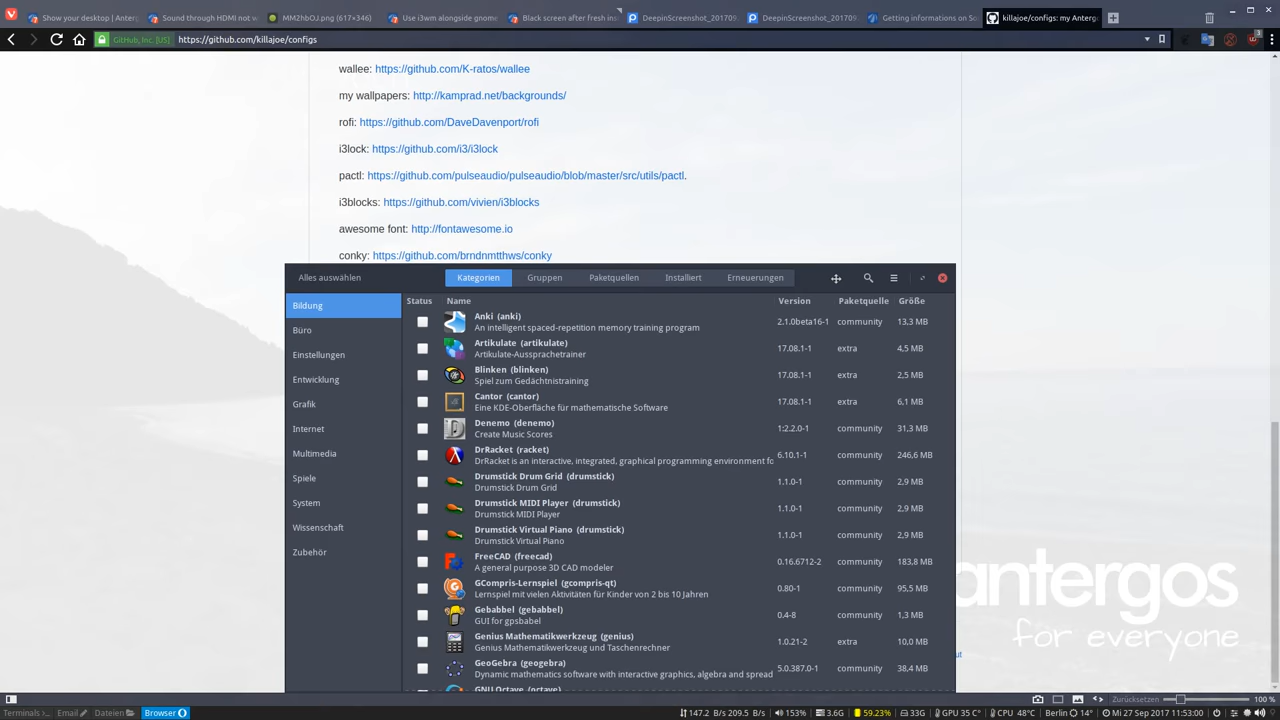 Show your desktop | Anterg
Sound through HDMI not w
MM2hbOJ.png (617×346)
Use i3wm alongside gnome
Black screen after fresh ins
DeepinScreenshot_201709
DeepinScreenshot_201709
Getting informations on So
killajoe/configs: my Anterg
GitHub, Inc. [US]
https://github.com/killajoe/configs
wallee: https://github.com/K-ratos/wallee
my wallpapers: http://kamprad.net/backgrounds/
rofi: https://github.com/DaveDavenport/rofi
i3lock: https://github.com/i3/i3lock
pactl: https://github.com/pulseaudio/pulseaudio/blob/master/src/utils/pactl.
i3blocks: https://github.com/vivien/i3blocks
awesome font: http://fontawesome.io
conky: https://github.com/brndnmtthws/conky
Alles auswählen
Kategorien
Gruppen
Paketquellen
Installiert
Erneuerungen
Bildung
Büro
Einstellungen
Entwicklung
Grafik
Internet
Multimedia
Spiele
System
Wissenschaft
Zubehör
Status Name Version Paketquelle Größe
Anki (anki)
An intelligent spaced-repetition memory training program
2.1.0beta16-1 community 13,3 MB
Artikulate (artikulate)
Artikulate-Aussprachetrainer
17.08.1-1 extra 4,5 MB
Blinken (blinken)
Spiel zum Gedächtnistraining
17.08.1-1 extra 2,5 MB
Cantor (cantor)
Eine KDE-Oberfläche für mathematische Software
17.08.1-1 extra 6,1 MB
Denemo (denemo)
Create Music Scores
1:2.2.0-1 community 31,3 MB
DrRacket (racket)
DrRacket is an interactive, integrated, graphical programming environment fo
6.10.1-1 community 246,6 MB
Drumstick Drum Grid (drumstick)
Drumstick Drum Grid
1.1.0-1 community 2,9 MB
Drumstick MIDI Player (drumstick)
Drumstick MIDI Player
1.1.0-1 community 2,9 MB
Drumstick Virtual Piano (drumstick)
Drumstick Virtual Piano
1.1.0-1 community 2,9 MB
FreeCAD (freecad)
A general purpose 3D CAD modeler
0.16.6712-2 community 183,8 MB
GCompris-Lernspiel (gcompris-qt)
Lernspiel mit vielen Aktivitäten für Kinder von 2 bis 10 Jahren
0.80-1 community 95,5 MB
Gebabbel (gebabbel)
GUI for gpsbabel
0.4-8 community 1,3 MB
Genius Mathematikwerkzeug (genius)
Genius Mathematikwerkzeug und Taschenrechner
1.0.21-2 extra 10,0 MB
GeoGebra (geogebra)
Dynamic mathematics software with interactive graphics, algebra and spread
5.0.387.0-1 community 38,4 MB
GNU Octave (octave)
antergos
for everyone
ut
Zurücksetzen 100 %
Terminals
Email
Dateien
Browser
147.2 B/s 209.5 B/s
153%
3.6G
59.23%
33G
GPU 35 C°
CPU 48°C
Berlin 14°
Mi 27 Sep 2017 11:53:00